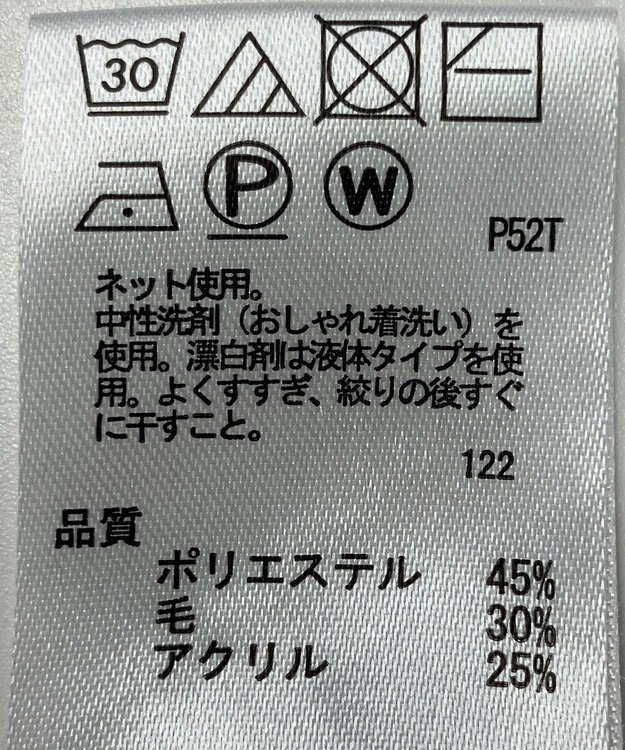 30
P W
P52T
ネット使用。
中性洗剤（おしゃれ着洗い）を
使用。漂白剤は液体タイプを使
用。よくすすぎ、絞りの後すぐ
に干すこと。
122
品質
ポリエステル 45%
毛 30%
アクリル 25%